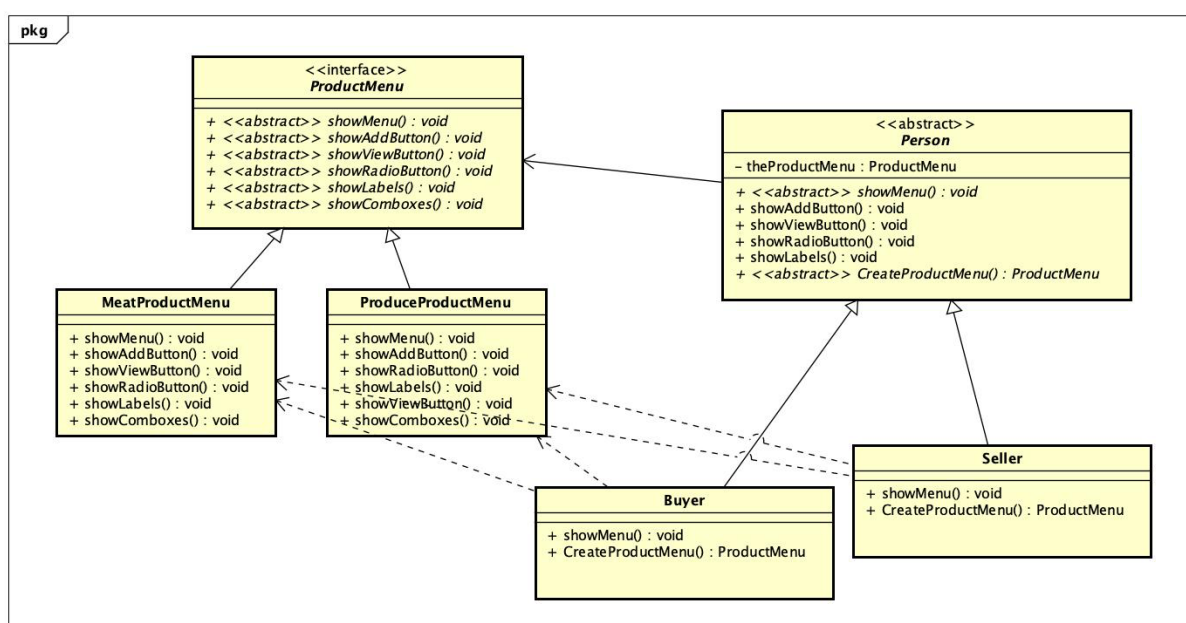 pkg
<<interface>>
ProductMenu
+ <<abstract>> showMenu() : void
+ <<abstract>> showAddButton() : void
+ <<abstract>> showViewButton() : void
+ <<abstract>> showRadioButton() : void
+ <<abstract>> showLabels() : void
+ <<abstract>> showComboxes() : void
<<abstract>>
Person
– theProductMenu : ProductMenu
+ <<abstract>> showMenu() : void
+ showAddButton() : void
+ showViewButton() : void
+ showRadioButton() : void
+ showLabels() : void
+ <<abstract>> CreateProductMenu() : ProductMenu
MeatProductMenu
+ showMenu() : void
+ showAddButton() : void
+ showViewButton() : void
+ showRadioButton() : void
+ showLabels() : void
+ showComboxes() : void
ProduceProductMenu
+ showMenu() : void
+ showAddButton() : void
+ showRadioButton() : void
+ showLabels() : void
+ showViewButton() : void
+ showComboxes() : void
Buyer
+ showMenu() : void
+ CreateProductMenu() : ProductMenu
Seller
+ showMenu() : void
+ CreateProductMenu() : ProductMenu